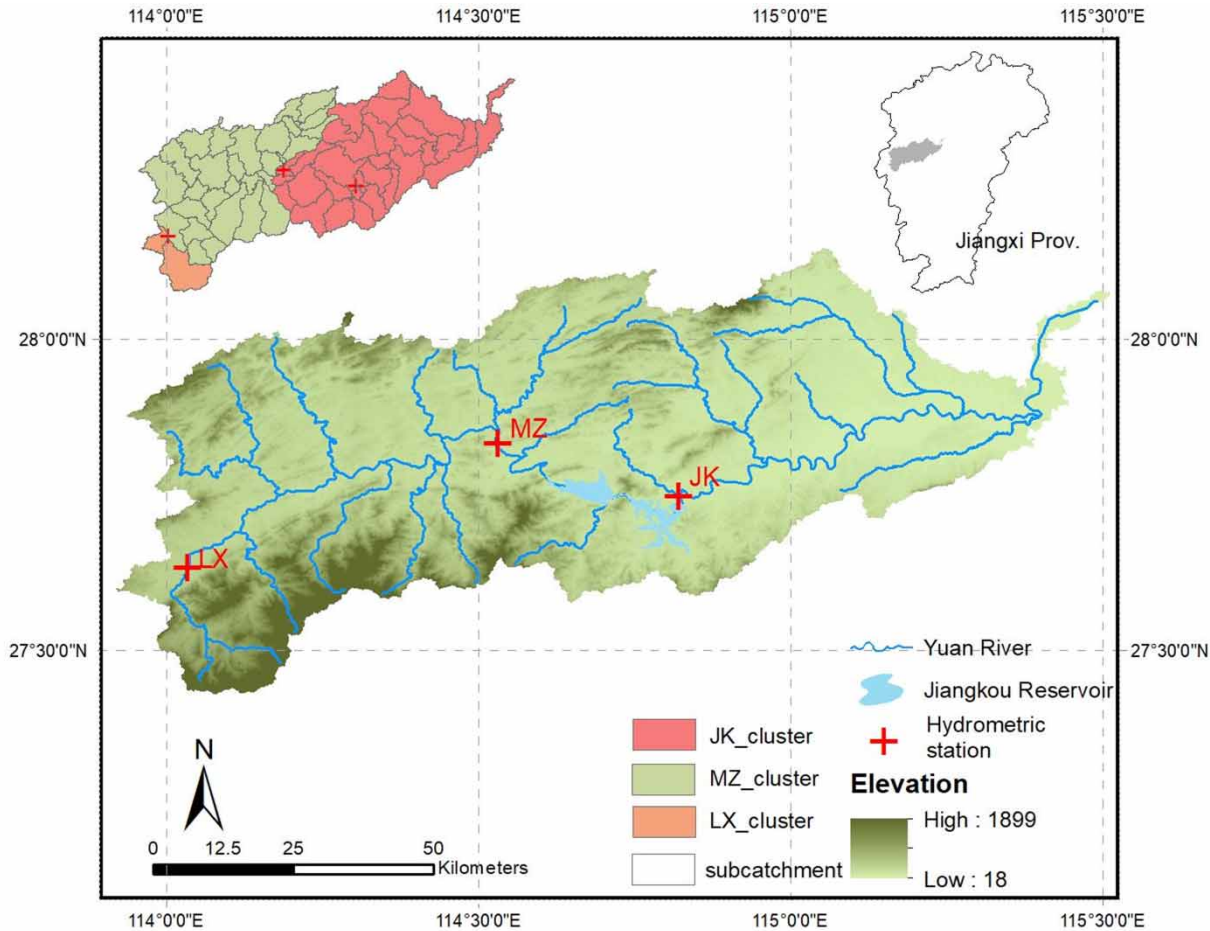 114°0'0"E
114°30'0"E
115°0'0"E
115°30'0"E
Jiangxi Prov.
28°0'0"N
28°0'0"N
MZ
JK
LX
27°30'0"N
27°30'0"N
Yuan River
Jiangkou Reservoir
Hydrometric
station
JK_cluster
MZ_cluster
LX_cluster
subcatchment
Elevation
High : 1899
Low : 18
N
0 12.5 25 50
Kilometers
114°0'0"E
114°30'0"E
115°0'0"E
115°30'0"E